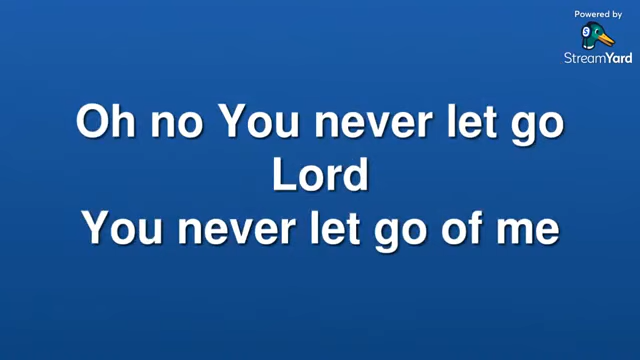 Powered by
StreamYard
Oh no You never let go
Lord
You never let go of me